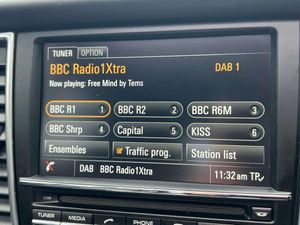 TUNER OPTION
BBC Radio1Xtra DAB 1
Now playing: Free Mind by Tems
BBC R1 1 BBC R2 2 BBC R6M 3
BBC Shrp 4 Capital 5 KISS 6
Ensembles Traffic prog. Station list
DAB BBC Radio1Xtra 11:32 am TP
TUNER MEDIA PHONE